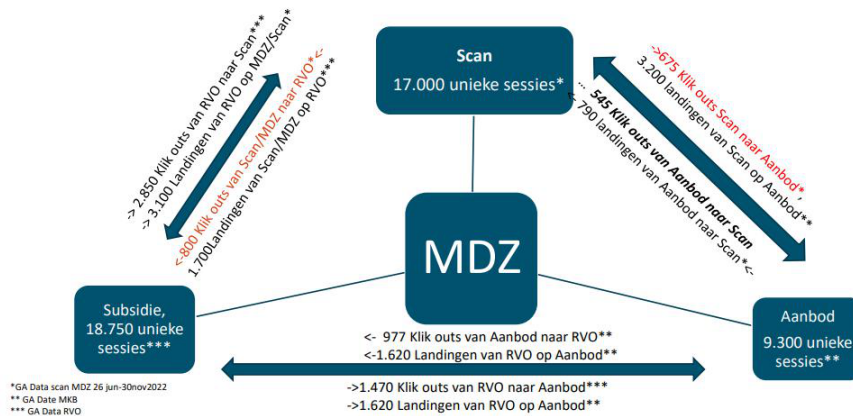 Scan
17.000 unieke sessies*
-> 2.850 Klik outs van RVO naar Scan***
-> 3.100 Landingen van RVO op MDZ/Scan*
<-800 Klik outs van Scan/MDZ naar RVO*<-
1.700Landingen van Scan/MDZ op RVO***
->675 Klik outs Scan naar Aanbod*,
3.200 landingen van Scan op Aanbod**
... 545 Klik outs van Aanbod naar Scan
< 790 landingen van Aanbod naar Scan*<-
MDZ
Subsidie,
18.750 unieke
sessies***
Aanbod
9.300 unieke
sessies**
<- 977 Klik outs van Aanbod naar RVO**
<-1.620 Landingen van RVO op Aanbod**
->1.470 Klik outs van RVO naar Aanbod***
->1.620 Landingen van RVO op Aanbod**
*GA Data scan MDZ 26 jun-30nov2022
** GA Date MKB
*** GA Data RVO